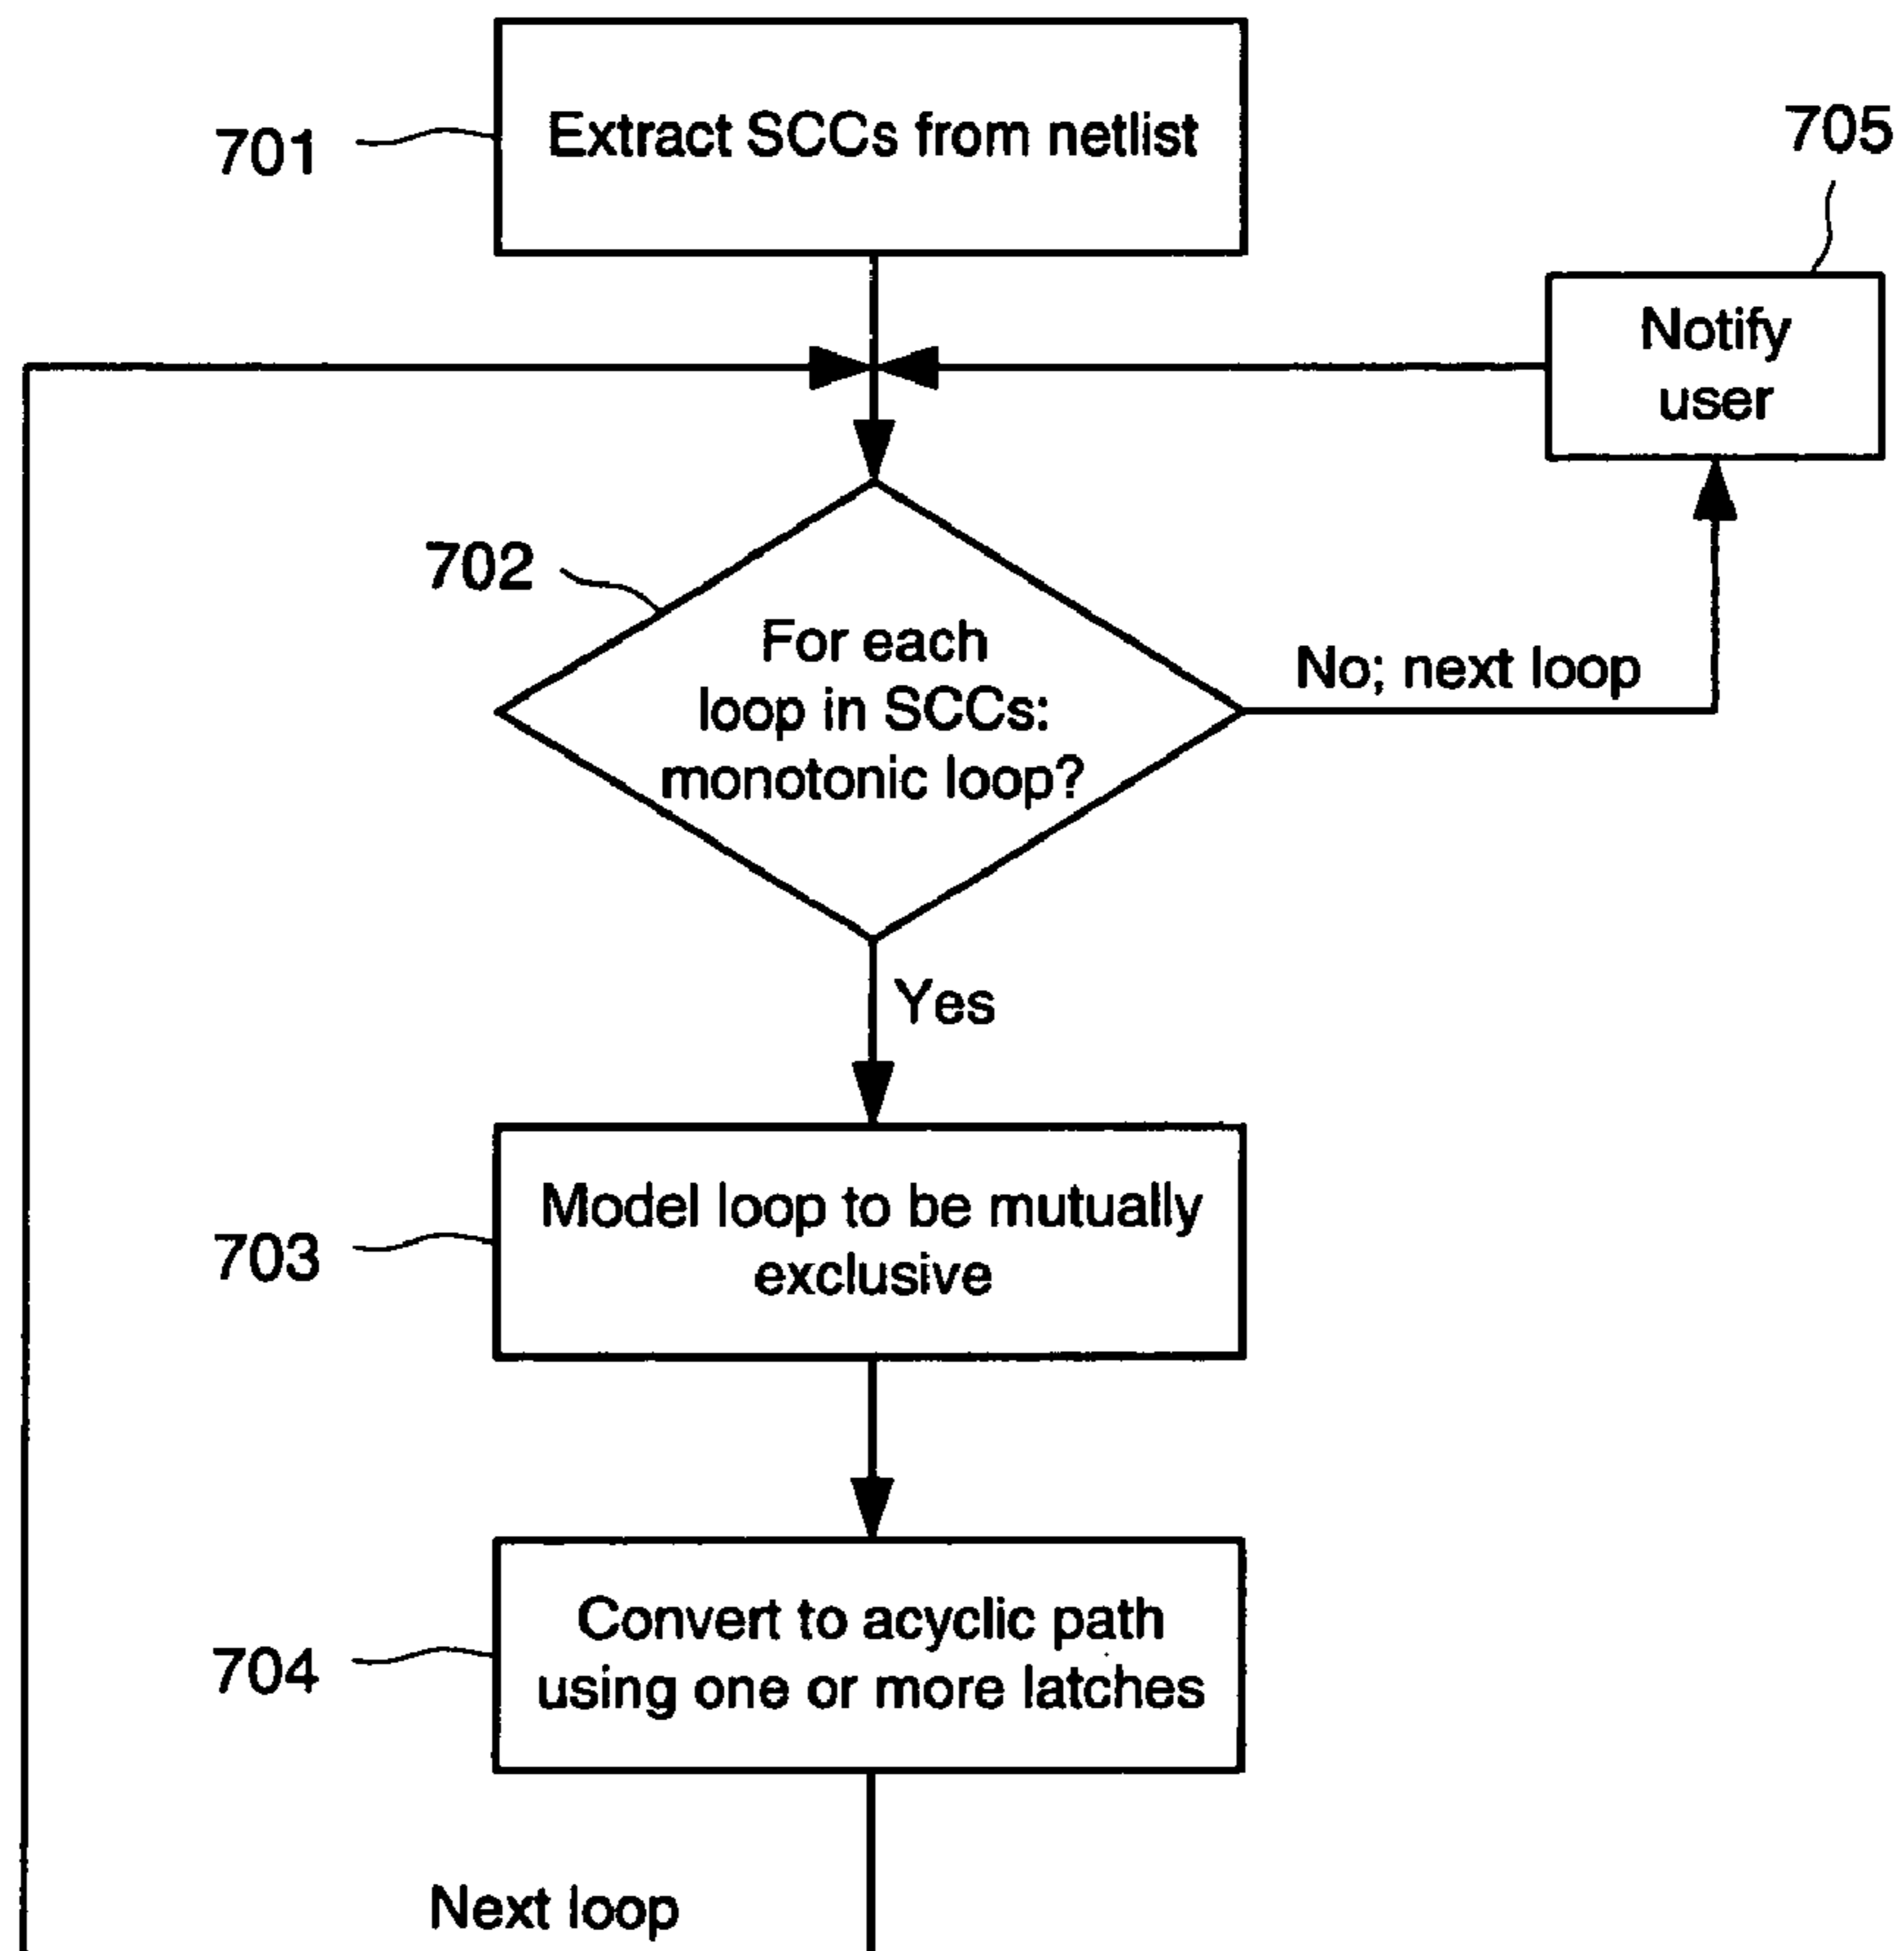 701
Extract SCCs from netlist
705
Notify
user
702
For each
loop in SCCs:
monotonic loop?
No; next loop
Yes
703
Model loop to be mutually
exclusive
704
Convert to acyclic path
using one or more latches
Next loop